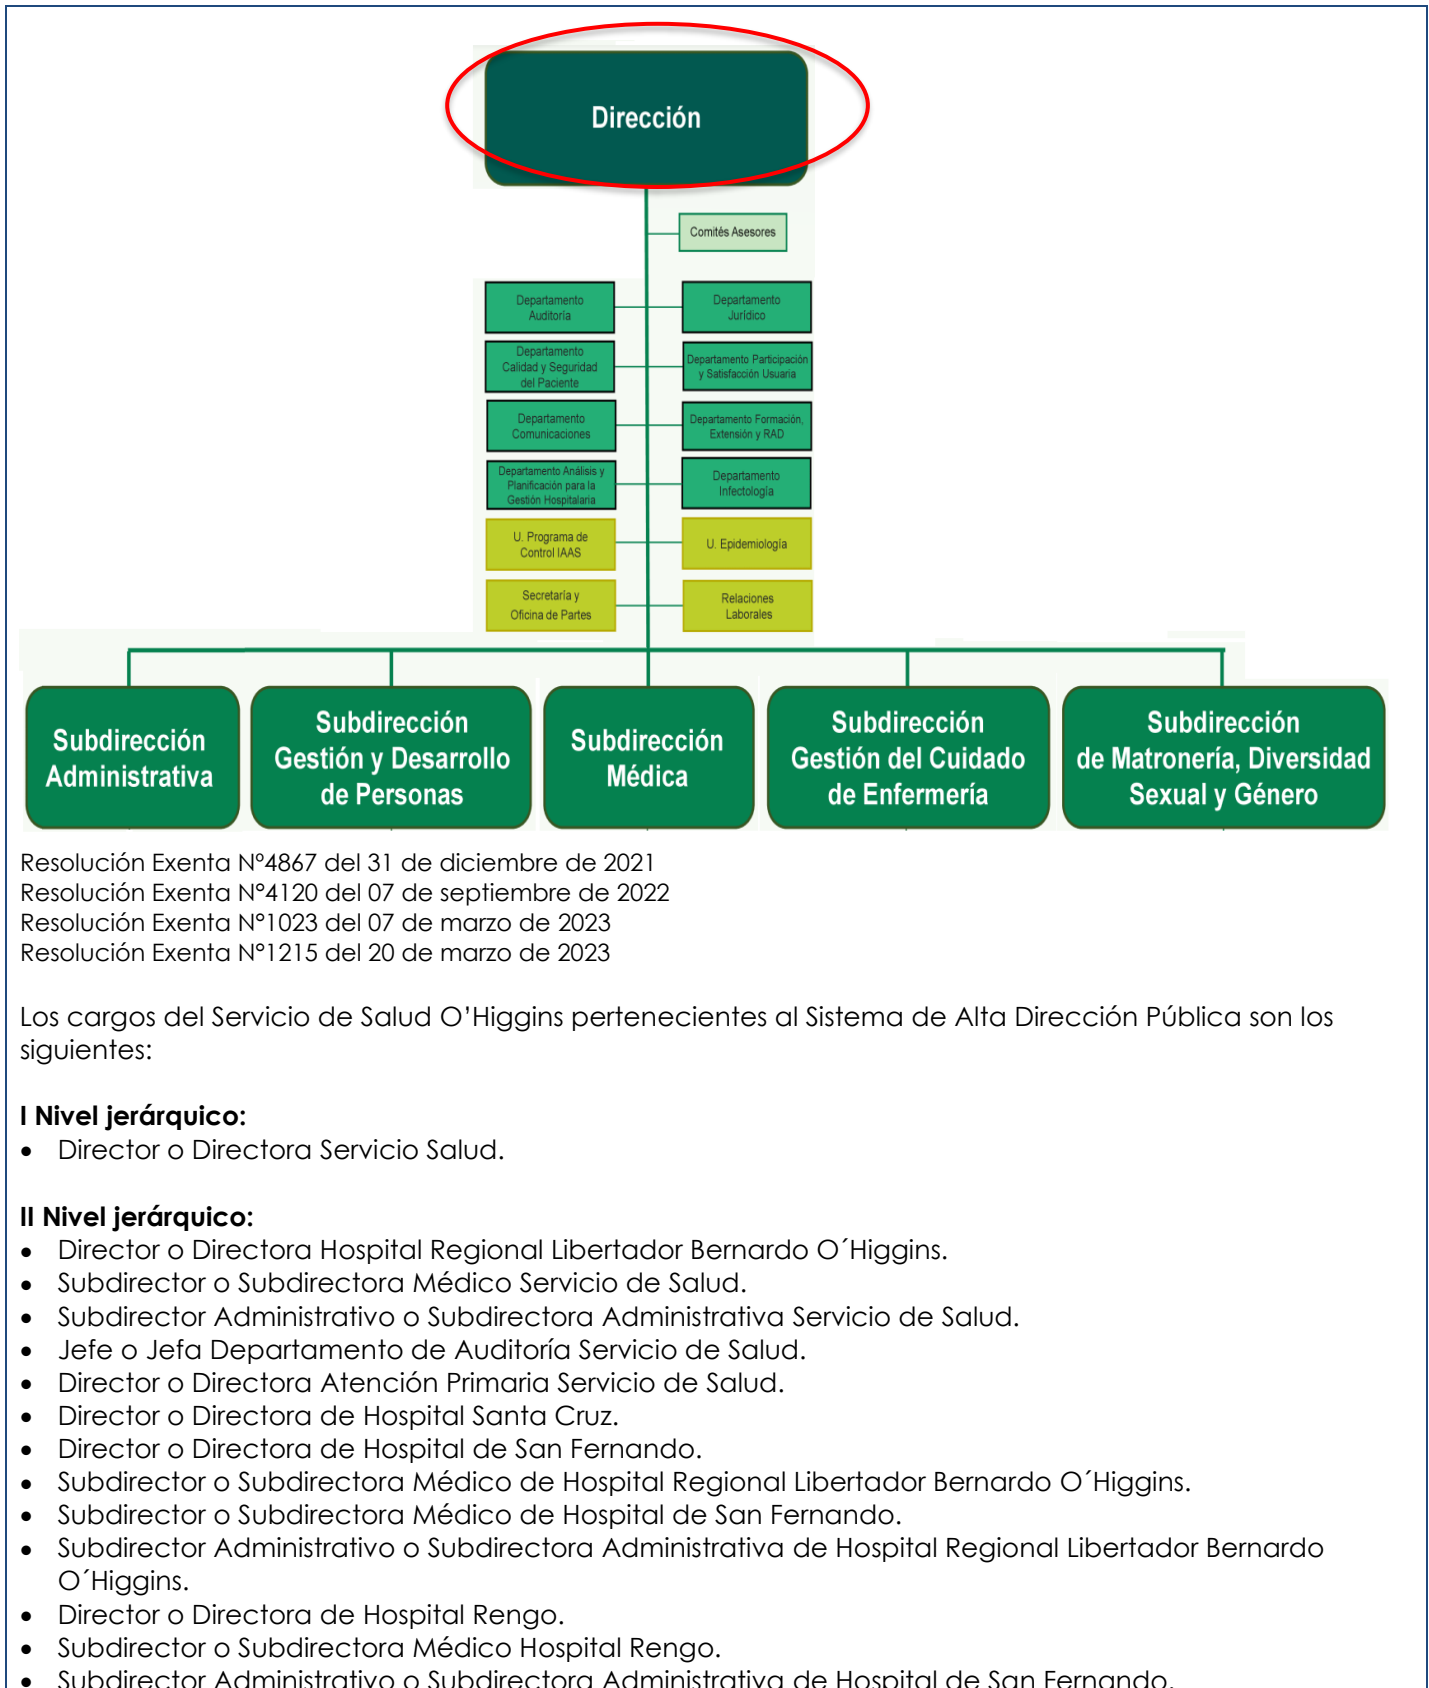 Dirección
Comités Asesores
Departamento
Auditoría
Departamento
Jurídico
Departamento
Calidad y Seguridad
del Paciente
Departamento Participación
y Satisfacción Usuaria
Departamento
Comunicaciones
Departamento Formación,
Extensión y RAD
Departamento Análisis y
Planificación para la
Gestión Hospitalaria
Departamento
Infectología
U. Programa de
Control IAAS
U. Epidemiología
Secretaría y
Oficina de Partes
Relaciones
Laborales
Subdirección
Administrativa
Subdirección
Gestión y Desarrollo
de Personas
Subdirección
Médica
Subdirección
Gestión del Cuidado
de Enfermería
Subdirección
de Matronería, Diversidad
Sexual y Género
Resolución Exenta N°4867 del 31 de diciembre de 2021
Resolución Exenta N°4120 del 07 de septiembre de 2022
Resolución Exenta N°1023 del 07 de marzo de 2023
Resolución Exenta N°1215 del 20 de marzo de 2023
Los cargos del Servicio de Salud O’Higgins pertenecientes al Sistema de Alta Dirección Pública son los
siguientes:
I Nivel jerárquico:
• Director o Directora Servicio Salud.
II Nivel jerárquico:
• Director o Directora Hospital Regional Libertador Bernardo O´Higgins.
• Subdirector o Subdirectora Médico Servicio de Salud.
• Subdirector Administrativo o Subdirectora Administrativa Servicio de Salud.
• Jefe o Jefa Departamento de Auditoría Servicio de Salud.
• Director o Directora Atención Primaria Servicio de Salud.
• Director o Directora de Hospital Santa Cruz.
• Director o Directora de Hospital de San Fernando.
• Subdirector o Subdirectora Médico de Hospital Regional Libertador Bernardo O´Higgins.
• Subdirector o Subdirectora Médico de Hospital de San Fernando.
• Subdirector Administrativo o Subdirectora Administrativa de Hospital Regional Libertador Bernardo
O´Higgins.
• Director o Directora de Hospital Rengo.
• Subdirector o Subdirectora Médico Hospital Rengo.
• Subdirector Administrativo o Subdirectora Administrativa de Hospital de San Fernando.